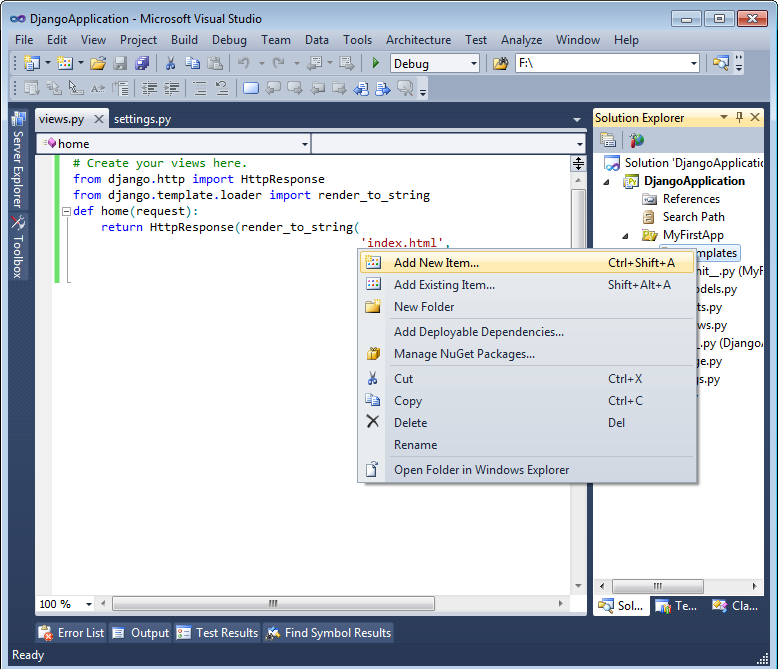 DjangoApplication - Microsoft Visual Studio
File Edit View Project Build Debug Team Data Tools Architecture Test Analyze Window Help
Debug F:\
views.py settings.py
home
# Create your views here.
from django.http import HttpResponse
from django.template.loader import render_to_string
def home(request):
return HttpResponse(render_to_string(
'index.html',
Add New Item... Ctrl+Shift+A
Add Existing Item... Shift+Alt+A
New Folder
Add Deployable Dependencies...
Manage NuGet Packages...
Cut Ctrl+X
Copy Ctrl+C
Delete Del
Rename
Open Folder in Windows Explorer
Server Explorer
Toolbox
Solution Explorer
Solution 'DjangoApplicatio
DjangoApplication
References
Search Path
MyFirstApp
mplates
nit__.py (MyF
odels.py
ts.py
ws.py
_.py (DjangoA
ge.py
gs.py
100 %
Sol... Te... Cla...
Error List Output Test Results Find Symbol Results
Ready